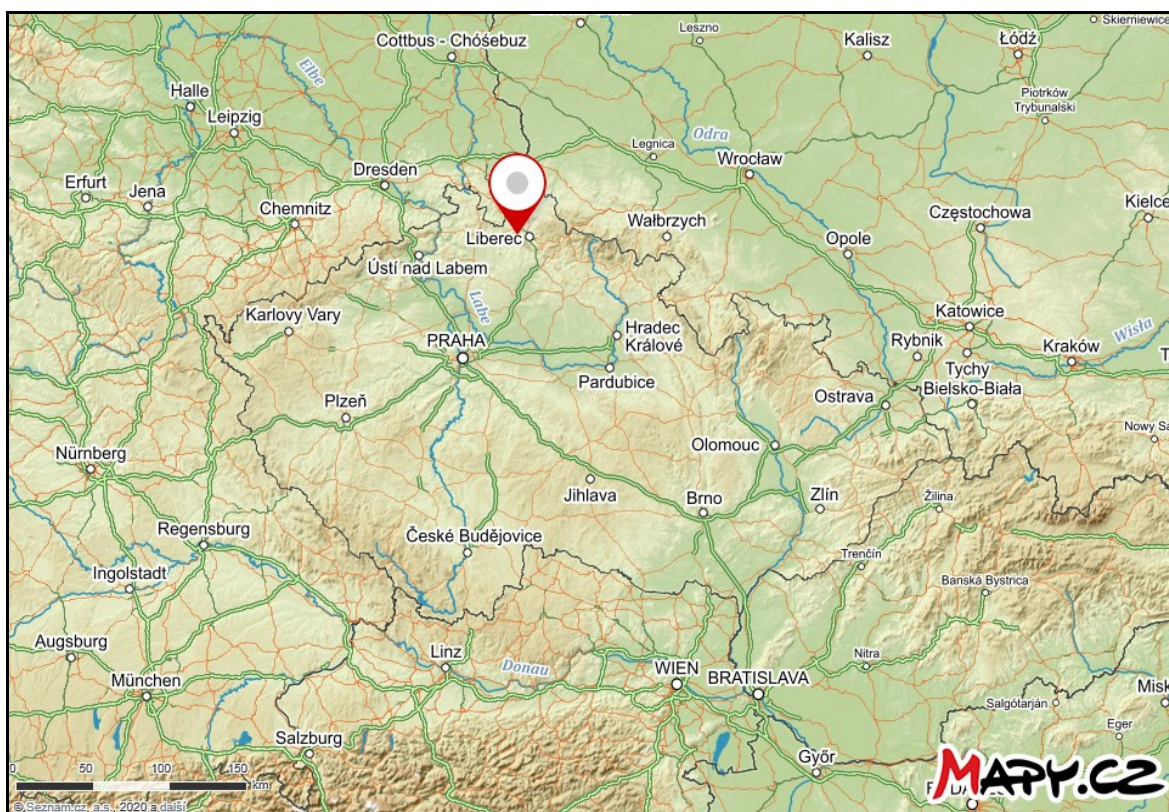 Skierniewice
Cottbus - Chóśebuz
Leszno
Kalisz
Łódź
Elbe
Halle
Leipzig
Piotrków
Trybunalski
Odra
Legnica
Wrocław
Dresden
Erfurt
Jena
Chemnitz
Liberec
Wałbrzych
Częstochowa
Kielce
Opole
Ústí nad Labem
Labe
Karlovy Vary
PRAHA
Hradec
Králové
Pardubice
Katowice
Rybnik
Tychy
Wisła
Kraków
Bielsko-Biała
Plzeň
Ostrava
Nürnberg
Olomouc
Nowy Są
Jihlava
Brno
Zlín
Žilina
Regensburg
České Budějovice
Trenčín
Ingolstadt
Banská Bystrica
Augsburg
Linz
Donau
WIEN
BRATISLAVA
Nitra
München
Salgótarján
Misk
Eger
Salzburg
Győr
MAPY.CZ
0 50 100 150
km
© Seznam.cz, a.s., 2020 a další